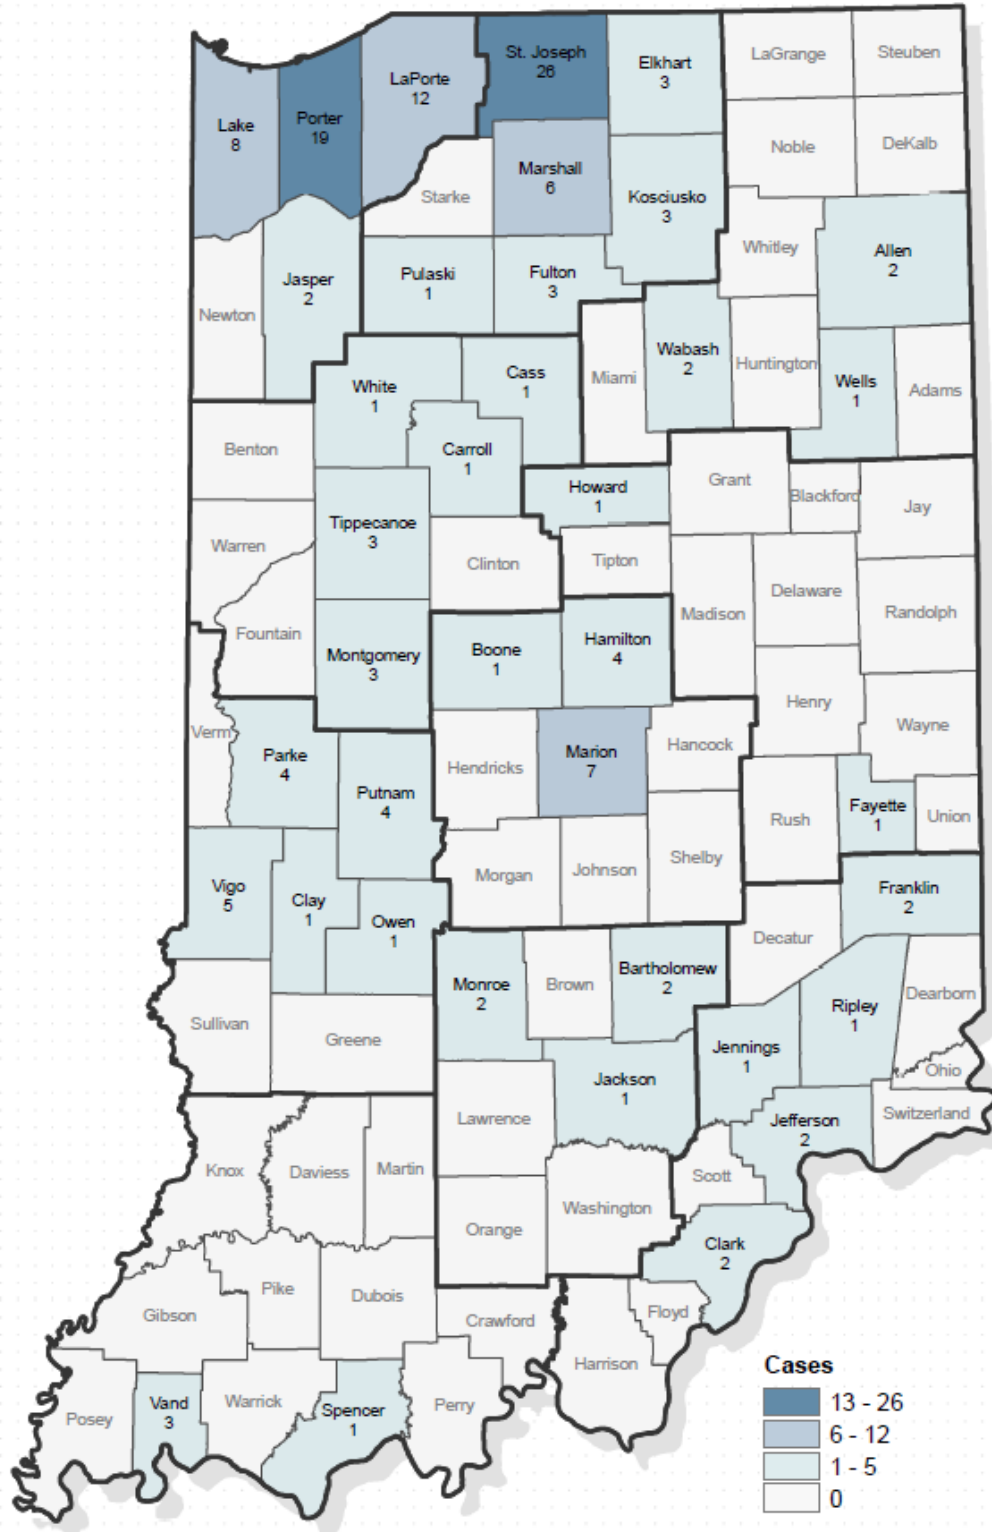 LaGrange
Steuben
St. Joseph
26
Elkhart
3
LaPorte
12
Lake
8
Porter
19
Noble
DeKalb
Marshall
6
Starke
Kosciusko
3
Whitley
Allen
2
Jasper
2
Pulaski
1
Fulton
3
Newton
Wabash
2
Huntington
Miami
White
1
Cass
1
Wells
1
Adams
Benton
Carroll
1
Grant
Blackford
Jay
Howard
1
Tippecanoe
3
Warren
Clinton
Tipton
Delaware
Randolph
Madison
Fountain
Montgomery
3
Boone
1
Hamilton
4
Henry
Wayne
Verm
Parke
4
Putnam
4
Hendricks
Marion
7
Hancock
Rush
Fayette
1
Union
Morgan
Johnson
Shelby
Vigo
5
Clay
1
Owen
1
Franklin
2
Decatur
Monroe
2
Brown
Bartholomew
2
Ripley
1
Dearborn
Sullivan
Greene
Jennings
1
Ohio
Jackson
1
Lawrence
Jefferson
2
Switzerland
Knox
Daviess
Martin
Scott
Orange
Washington
Clark
2
Pike
Dubois
Gibson
Crawford
Floyd
Harrison
Posey
Vand
3
Warrick
Spencer
1
Perry
Cases
13 - 26
6 - 12
1 - 5
0